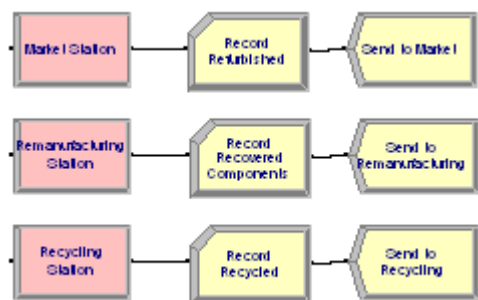 Market Station
Record
Refurbished
Send to Market
Remanufacturing
Station
Record
Recovered
Components
Send to
Remanufacturing
Recycling
Station
Record
Recycled
Send to
Recycling